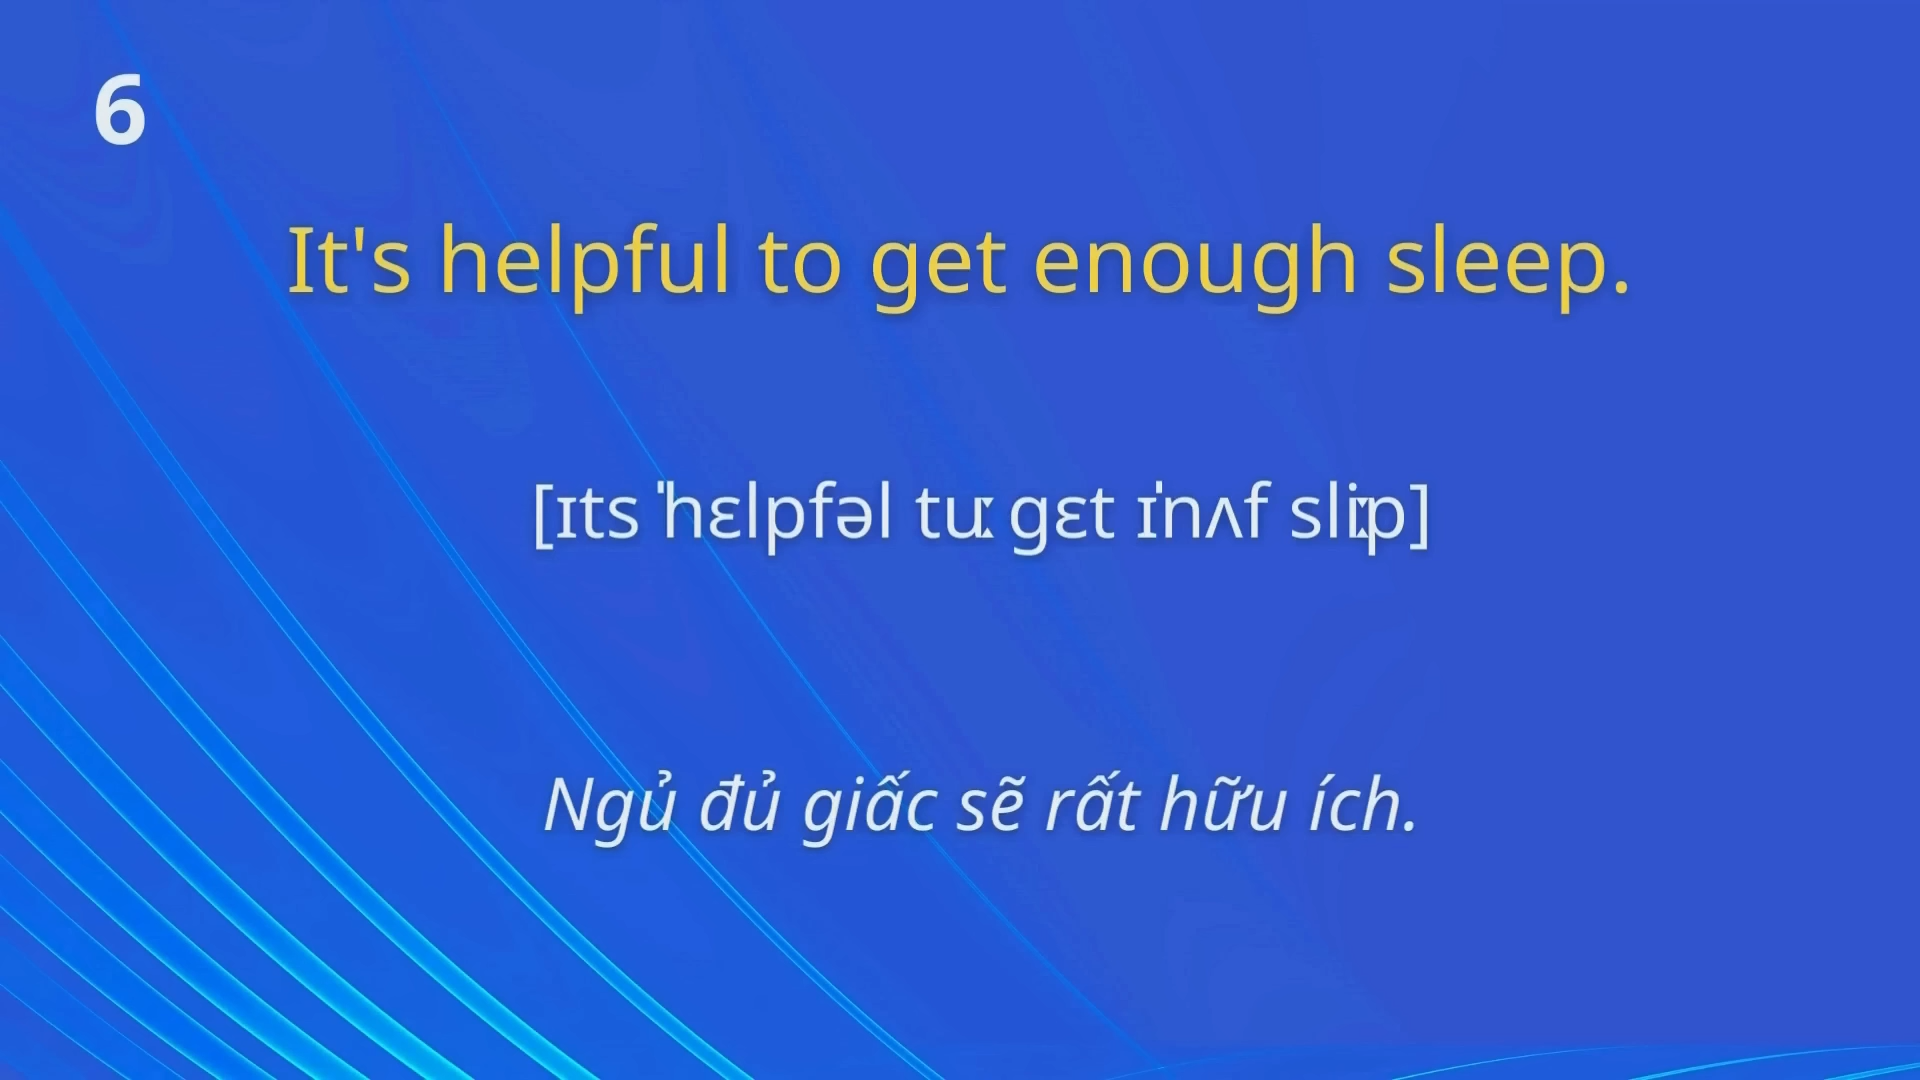 6
It's helpful to get enough sleep.
[ɪts ˈhɛlpfəl tuː gɛt ɪˈnʌf sliːp]
Ngủ đủ giấc sẽ rất hữu ích.